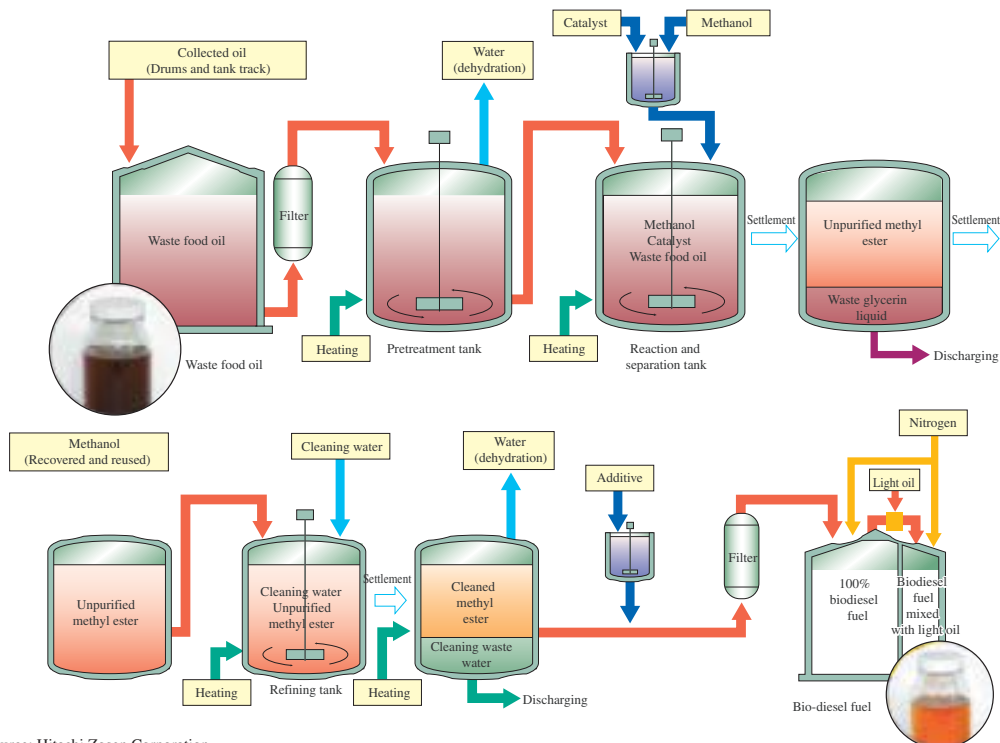 Catalyst
Methanol
Collected oil
(Drums and tank track)
Water
(dehydration)
Filter
Waste food oil
Methanol
Catalyst
Waste food oil
Settlement
Unpurified methyl
ester
Settlement
Waste glycerin
liquid
Heating
Pretreatment tank
Heating
Reaction and
separation tank
Discharging
Waste food oil
Methanol
(Recovered and reused)
Cleaning water
Water
(dehydration)
Additive
Nitrogen
Light oil
Filter
Unpurified
methyl ester
Cleaning water
Unpurified
methyl ester
Settlement
Cleaned
methyl
ester
Cleaning waste
water
100%
biodiesel
fuel
Biodiesel
fuel
mixed
with light oil
Heating
Refining tank
Heating
Discharging
Bio-diesel fuel